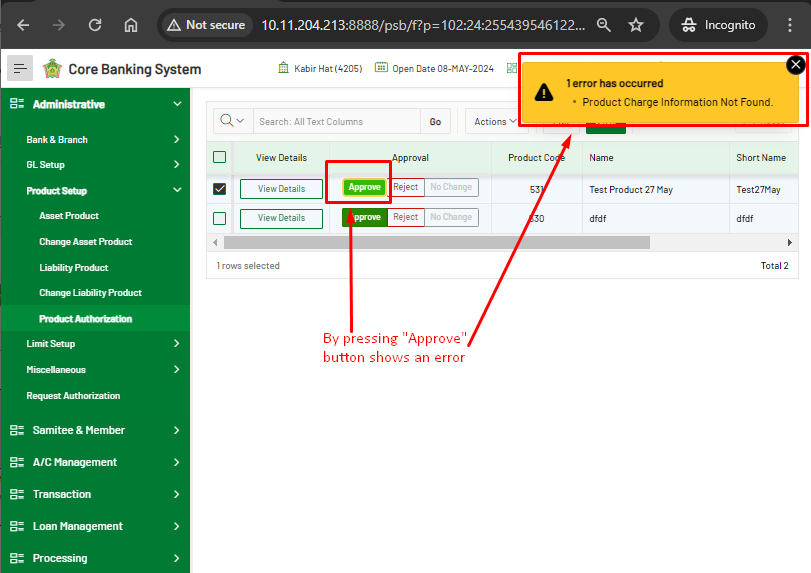 Not secure
10.11.204.213:8888/psb/f?p=102:24:255439546122...
Incognito
Core Banking System
Kabir Hat (4205)
Open Date 08-MAY-2024
1 error has occurred
Product Charge Information Not Found.
Administrative
Bank & Branch
GL Setup
Product Setup
Asset Product
Change Asset Product
Liability Product
Change Liability Product
Product Authorization
Limit Setup
Miscellaneous
Request Authorization
Samitee & Member
A/C Management
Transaction
Loan Management
Processing
Search: All Text Columns
Go
Actions
View Details Approval Product Code Name Short Name
View Details Approve Reject No Change 531 Test Product 27 May Test27May
View Details Approve Reject No Change 530 dfdf dfdf
1 rows selected
Total 2
By pressing "Approve"
button shows an error